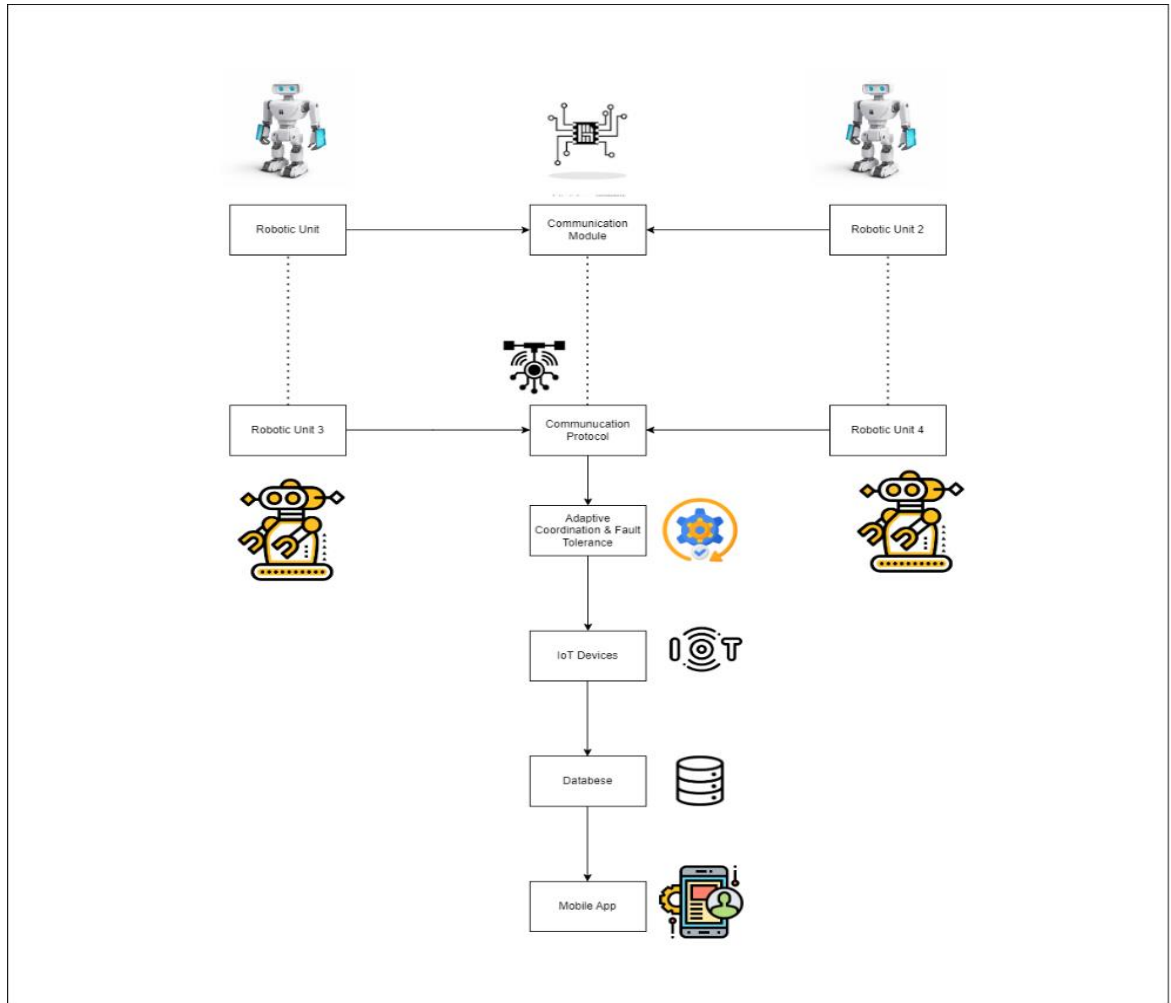 Robotic Unit
Communication
Module
Robotic Unit 2
Robotic Unit 3
Communucation
Protocol
Robotic Unit 4
Adaptive
Coordination & Fault
Tolerance
IoT Devices
IOT
Databese
Mobile App